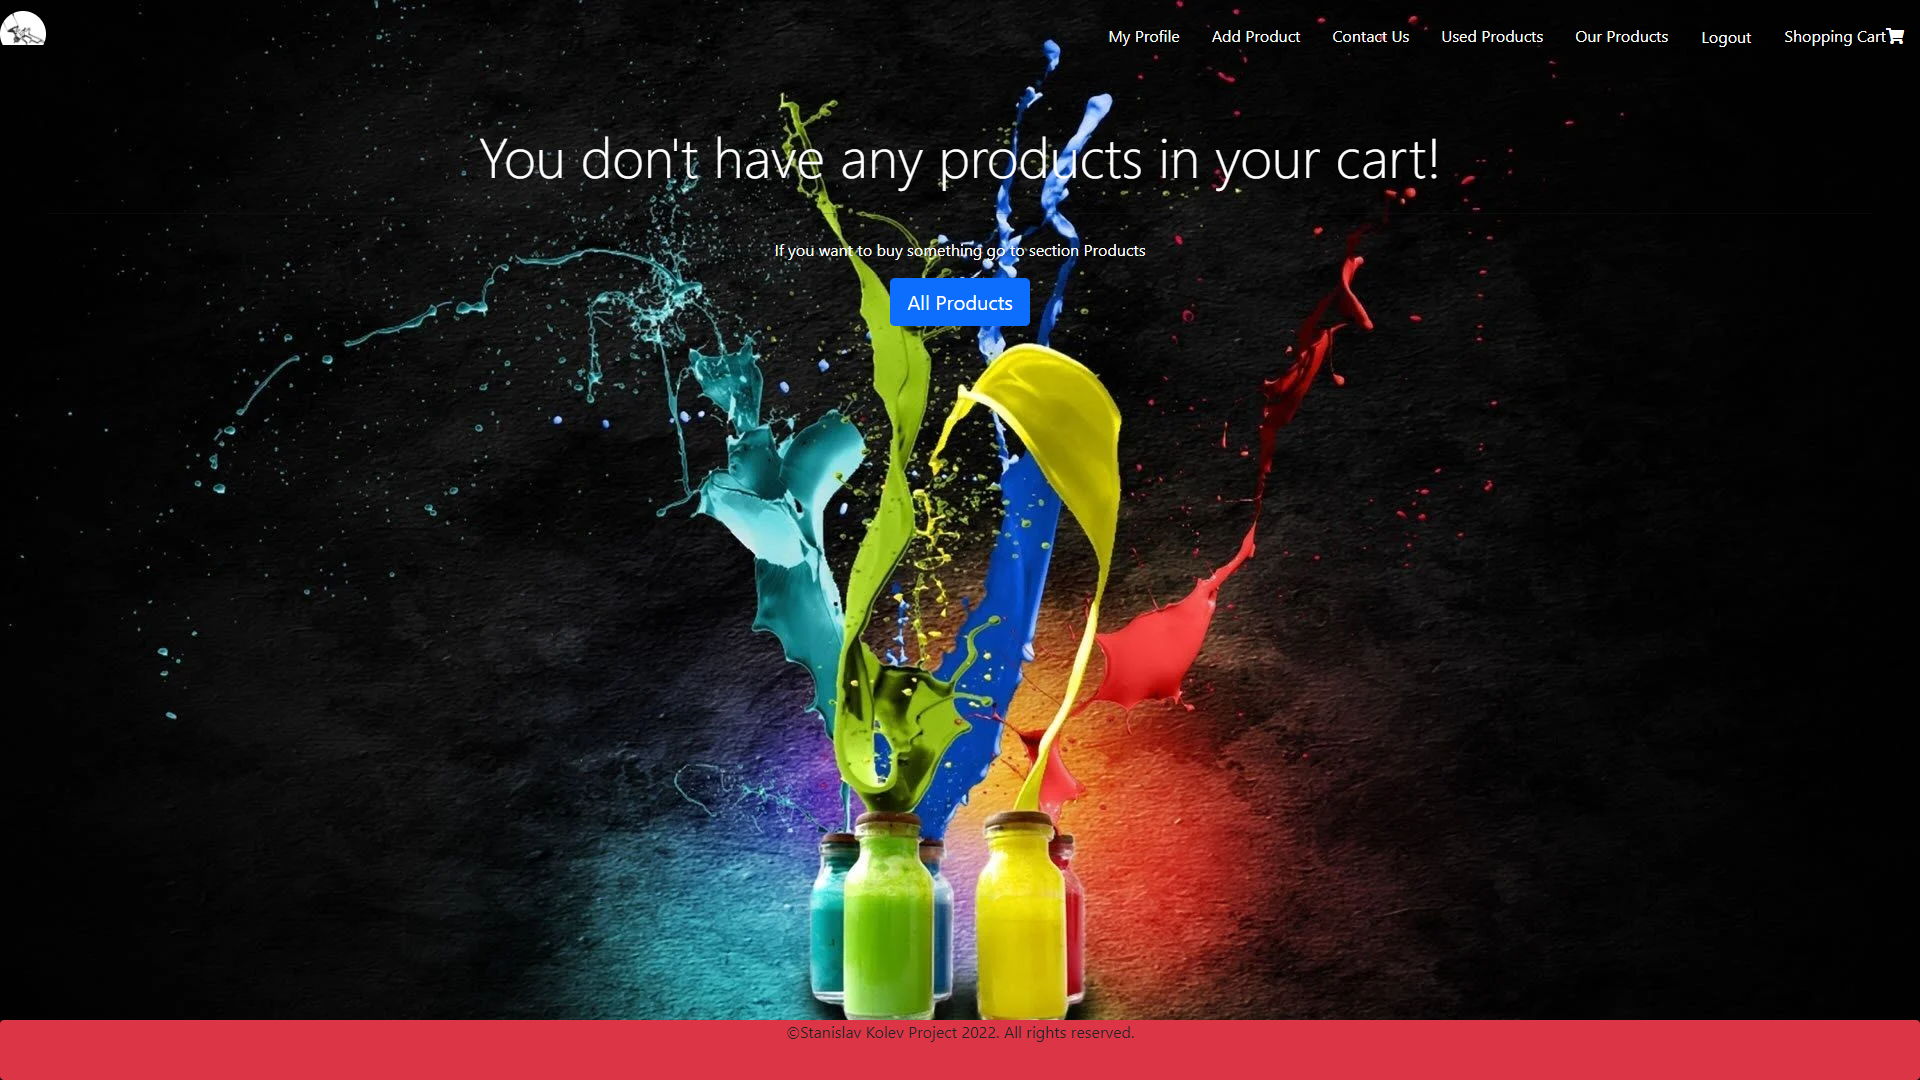 My Profile Add Product Contact Us Used Products Our Products Logout Shopping Cart
You don't have any products in your cart!
If you want to buy something go to section Products
All Products
©Stanislav Kolev Project 2022. All rights reserved.